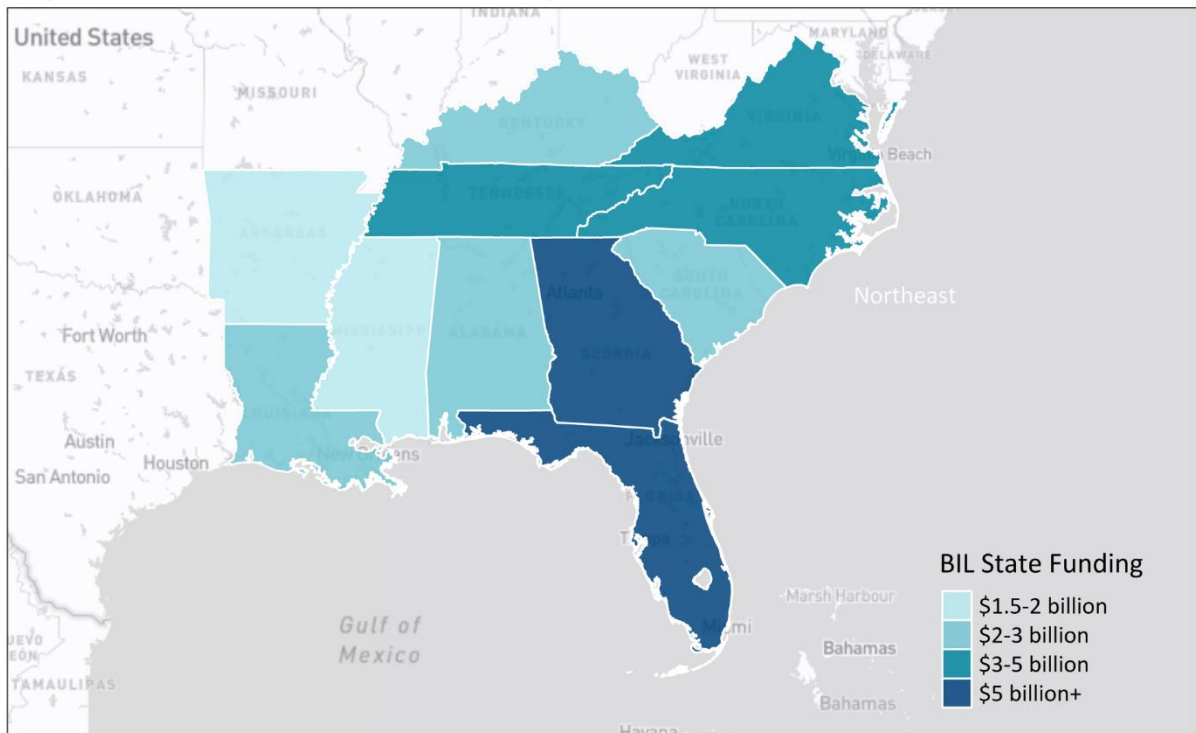 INDIANA
MARYLAND
DELAWARE
United States
WEST
VIRGINIA
KANSAS
MISSOURI
KENTUCKY
VIRGINIA
Virginia Beach
OKLAHOMA
TENNESSEE
NORTH
CAROLINA
ARKANSAS
SOUTH
CAROLINA
Atlanta
Northeast
Fort Worth
MISSISSIPP
ALABAMA
GEORGIA
TEXAS
LOUISIANA
Austin
Jacksonville
Houston
New Orleans
San Antonio
FLORIDA
Tampa
BIL State Funding
$1.5-2 billion
$2-3 billion
$3-5 billion
$5 billion+
Marsh Harbour
Gulf of
Mexico
Miami
Bahamas
TAMAULIPAS
Bahamas
Havana